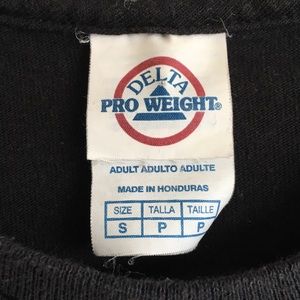 DELTA
PRO WEIGHT®
ADULT ADULTO ADULTE
MADE IN HONDURAS
SIZE TALLA TAILLE
S P P